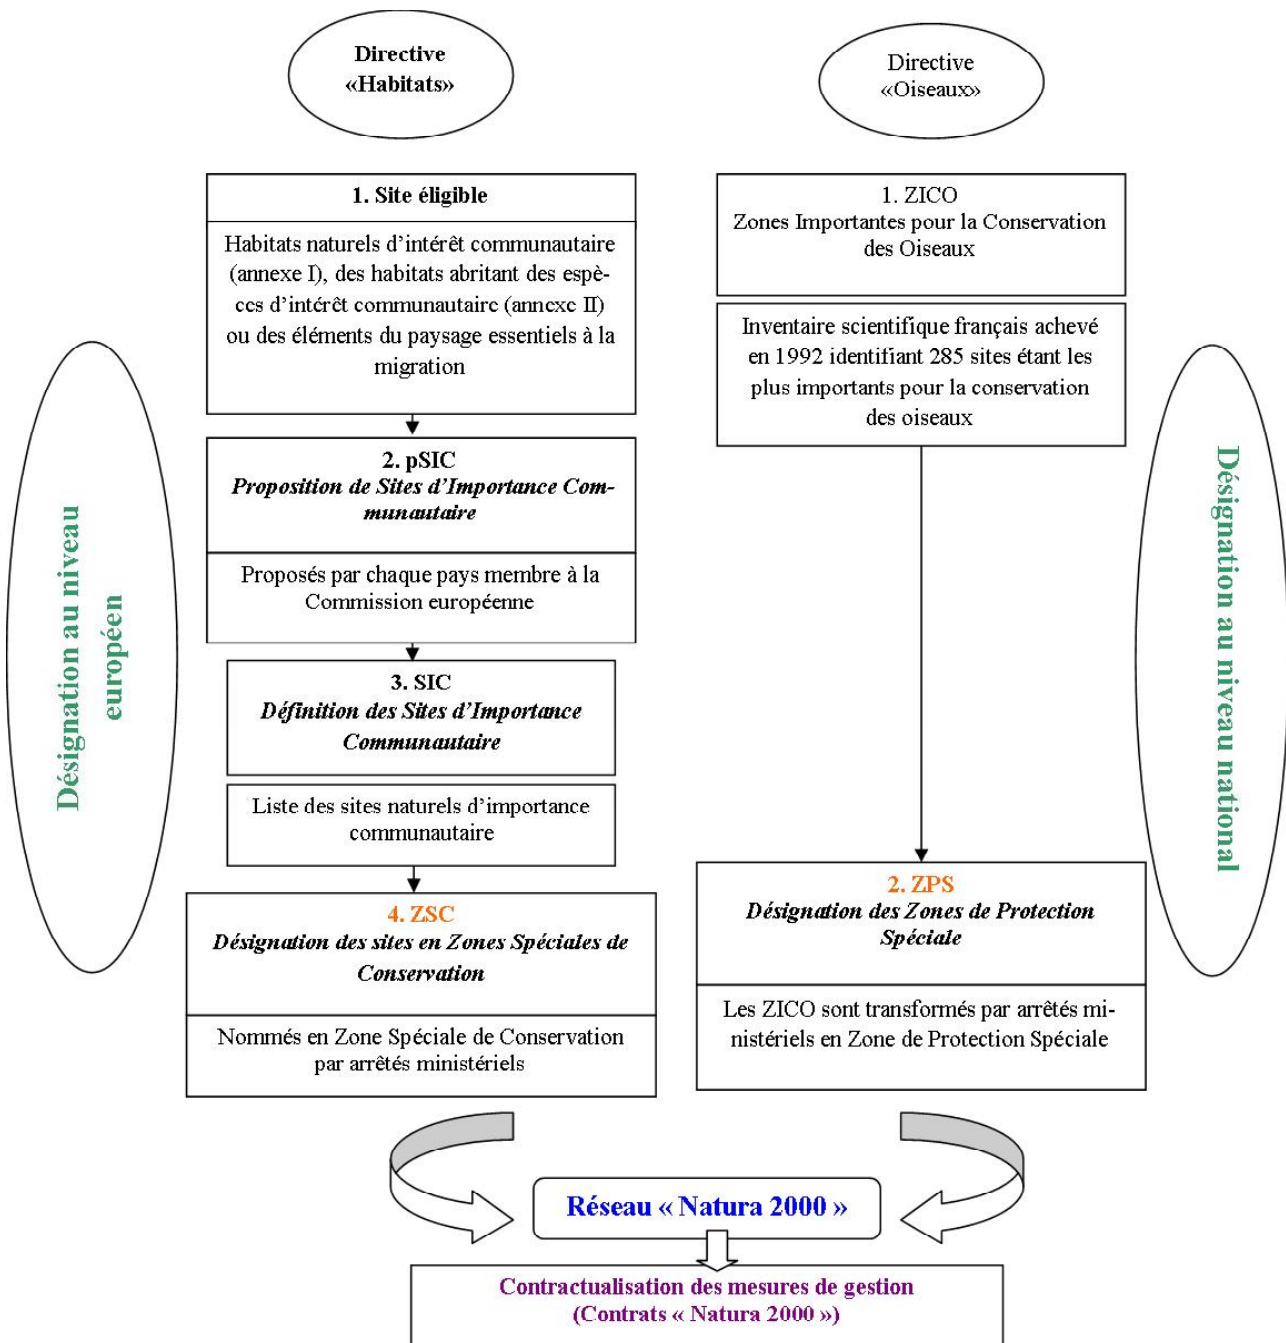 Directive
«Habitats»
Directive
«Oiseaux»
1. Site éligible
Habitats naturels d'intérêt communautaire
(annexe I), des habitats abritant des espè-
ces d'intérêt communautaire (annexe II)
ou des éléments du paysage essentiels à la
migration
2. pSIC
Proposition de Sites d'Importance Com-
munautaire
Proposés par chaque pays membre à la
Commission européenne
3. SIC
Définition des Sites d'Importance
Communautaire
Liste des sites naturels d'importance
communautaire
4. ZSC
Désignation des sites en Zones Spéciales de
Conservation
Nommés en Zone Spéciale de Conservation
par arrêtés ministériels
1. ZICO
Zones Importantes pour la Conservation
des Oiseaux
Inventaire scientifique français achevé
en 1992 identifiant 285 sites étant les
plus importants pour la conservation
des oiseaux
2. ZPS
Désignation des Zones de Protection
Spéciale
Les ZICO sont transformés par arrêtés mi-
nistériels en Zone de Protection Spéciale
Désignation au niveau
européen
Désignation au niveau national
Réseau « Natura 2000 »
Contractualisation des mesures de gestion
(Contrats « Natura 2000 »)